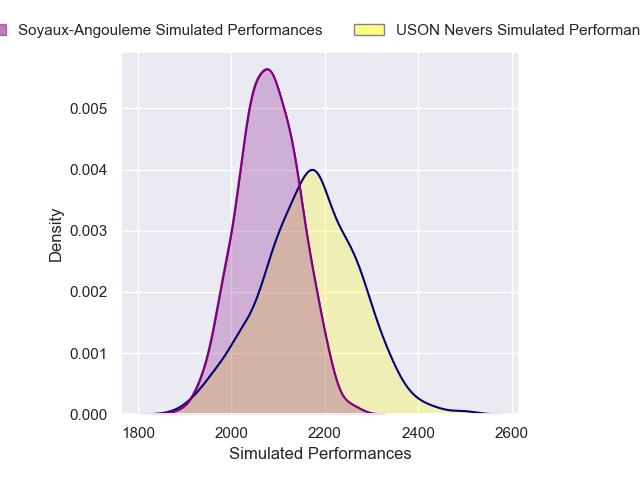 Soyaux-Angouleme Simulated Performances
USON Nevers Simulated Performan
0.005
0.004
0.003
0.002
0.001
0.000
Density
1800 2000 2200 2400 2600
Simulated Performances